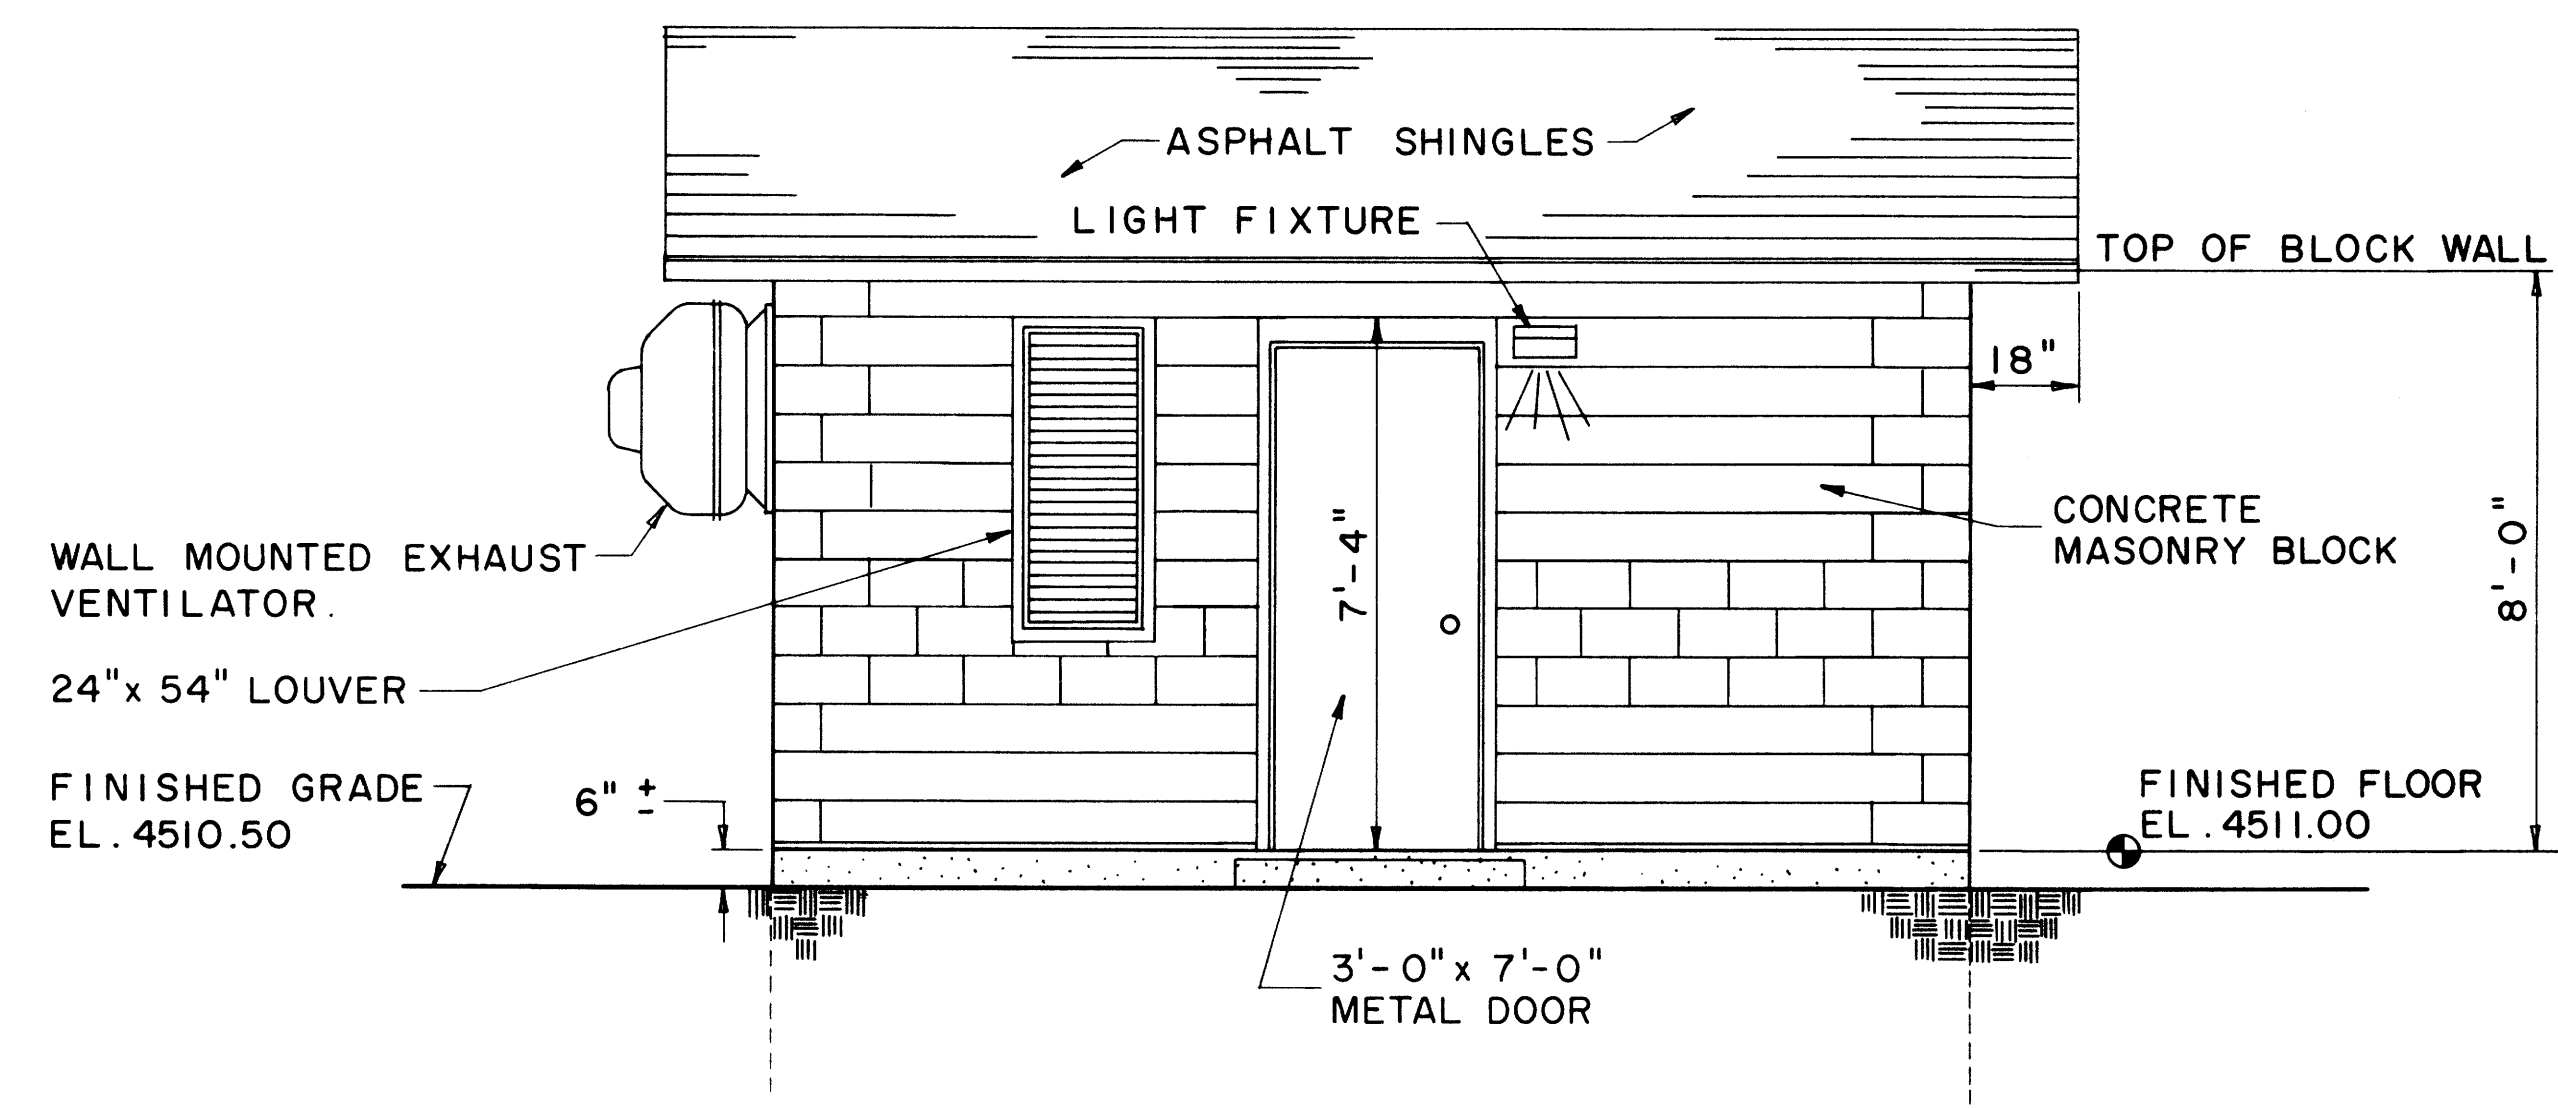 ASPHALT SHINGLES
LIGHT FIXTURE
TOP OF BLOCK WALL
18"
WALL MOUNTED EXHAUST
VENTILATOR.
CONCRETE
MASONRY BLOCK
7'-4"
8'-0"
24"x 54" LOUVER
FINISHED GRADE
EL. 4510.50
6" ±
FINISHED FLOOR
EL. 4511.00
3'-0"x 7'-0"
METAL DOOR